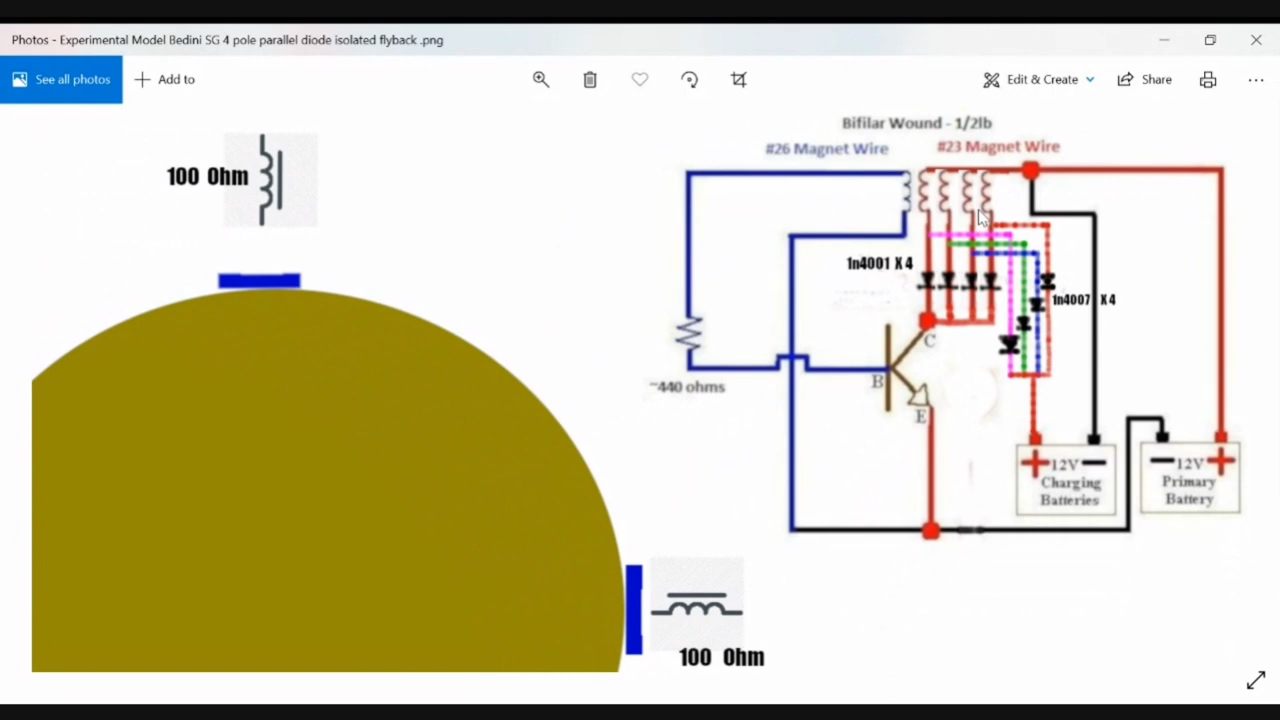 Photos - Experimental Model Bedini SG 4 pole parallel diode isolated flyback .png
See all photos
Add to
Edit & Create
Share
Bifilar Wound - 1/2lb
#26 Magnet Wire
#23 Magnet Wire
100 Ohm
1n4001 X 4
1n4007 X 4
C
~440 ohms
B
E
+ 12V −
Charging
Batteries
− 12V +
Primary
Battery
100 Ohm